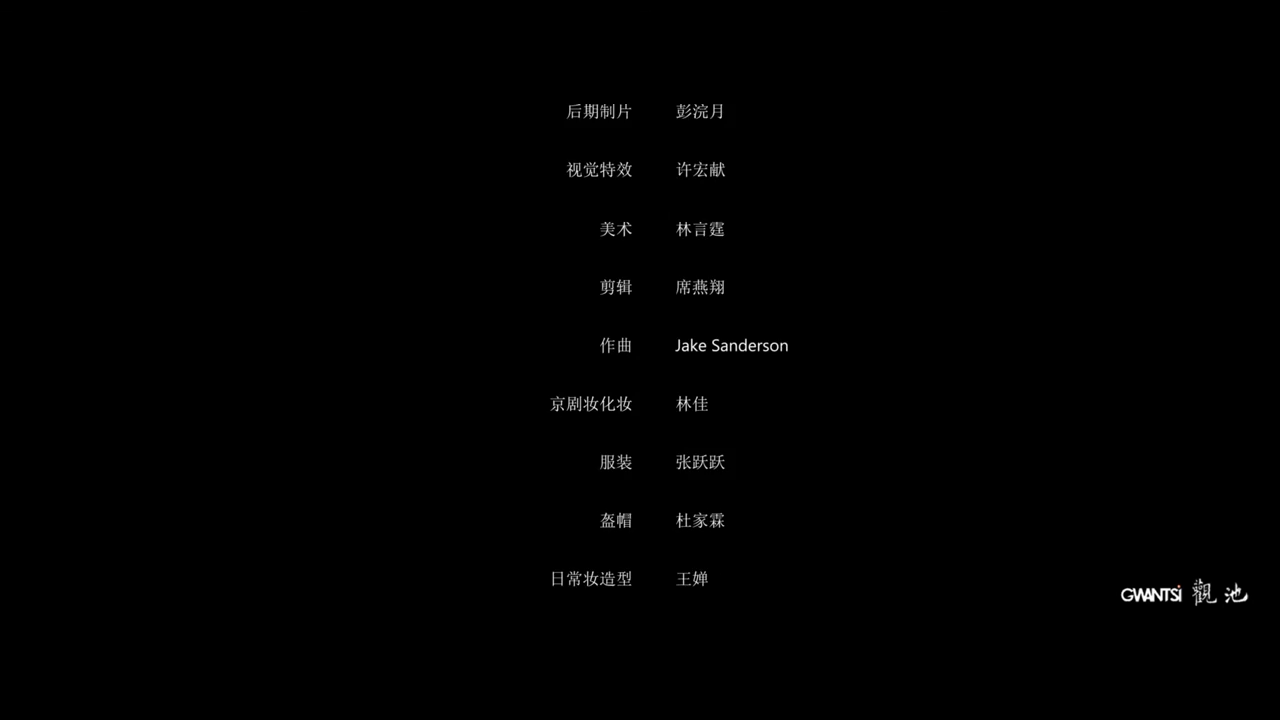 后期制片 彭浣月
视觉特效 许宏献
美术 林言霆
剪辑 席燕翔
作曲 Jake Sanderson
京剧妆化妆 林佳
服装 张跃跃
盔帽 杜家霖
日常妆造型 王婵
GWANTSi 觀池